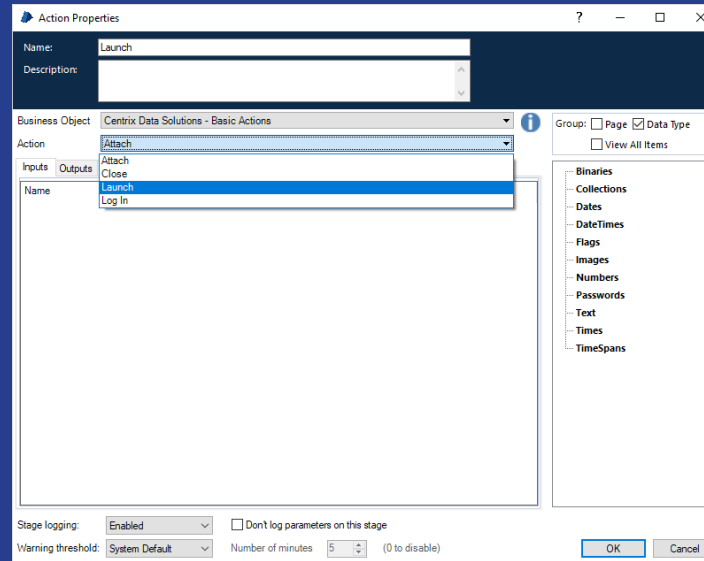 Action Properties
Name: Launch
Description:
Business Object Centrix Data Solutions - Basic Actions
Action Attach
Attach
Close
Launch
Log In
Inputs Outputs
Name
Group: Page Data Type
View All Items
Binaries
Collections
Dates
DateTimes
Flags
Images
Numbers
Passwords
Text
Times
TimeSpans
Stage logging: Enabled Don't log parameters on this stage
Warning threshold: System Default Number of minutes 5 (0 to disable)
OK Cancel